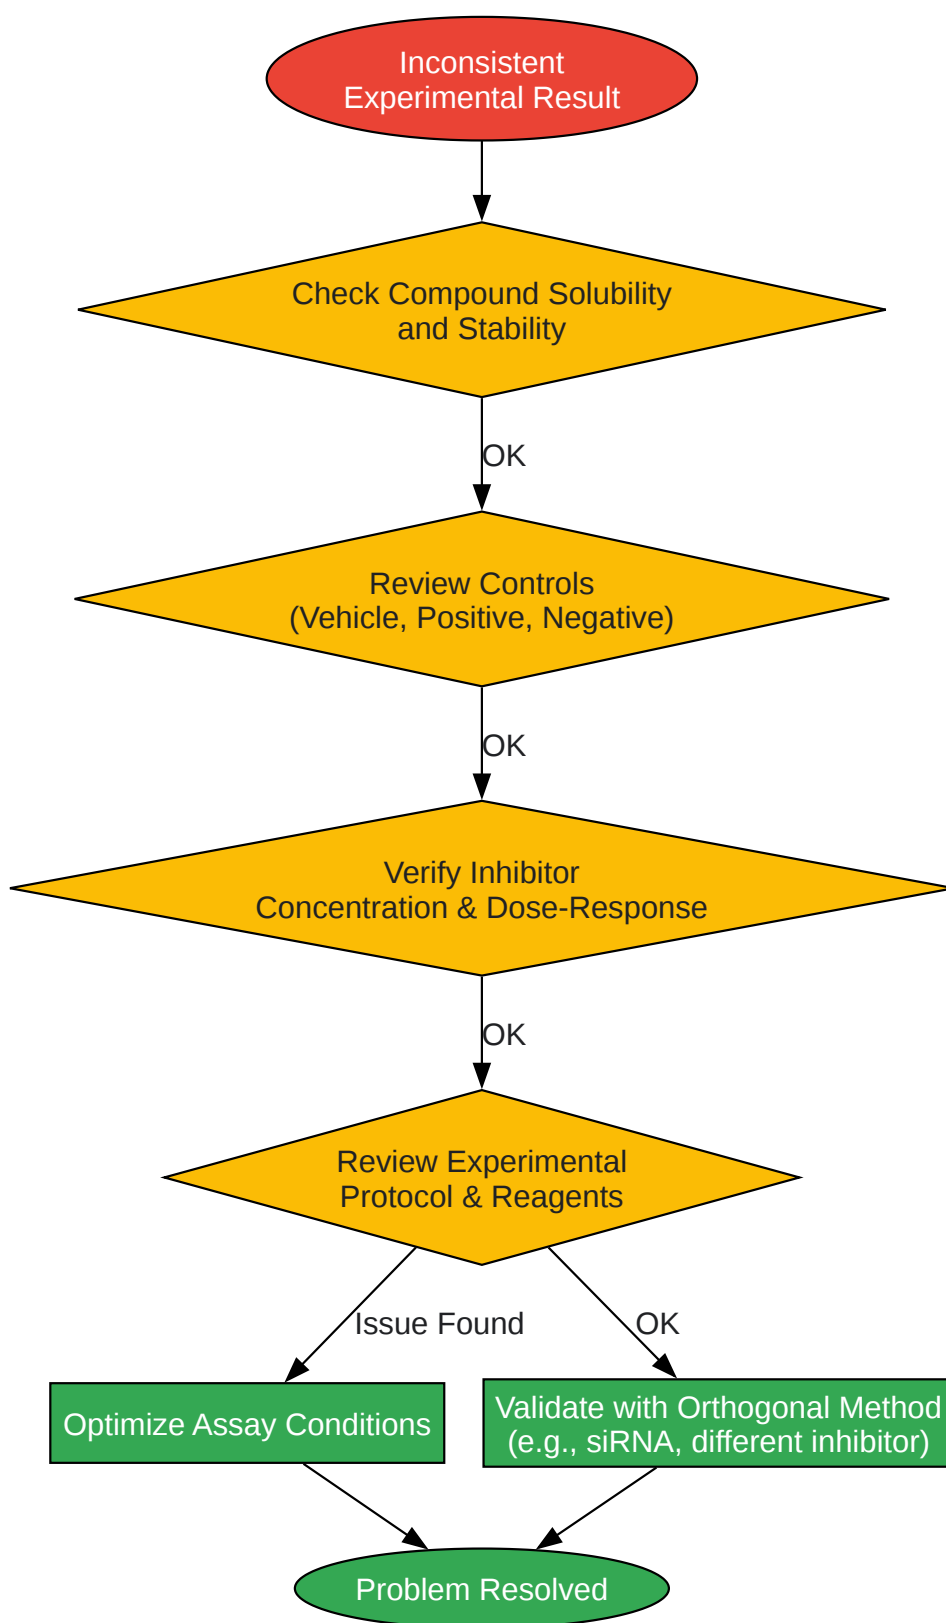 Inconsistent
Experimental Result
Check Compound Solubility
and Stability
OK
Review Controls
(Vehicle, Positive, Negative)
OK
Verify Inhibitor
Concentration & Dose-Response
OK
Review Experimental
Protocol & Reagents
Issue Found
OK
Optimize Assay Conditions
Validate with Orthogonal Method
(e.g., siRNA, different inhibitor)
Problem Resolved